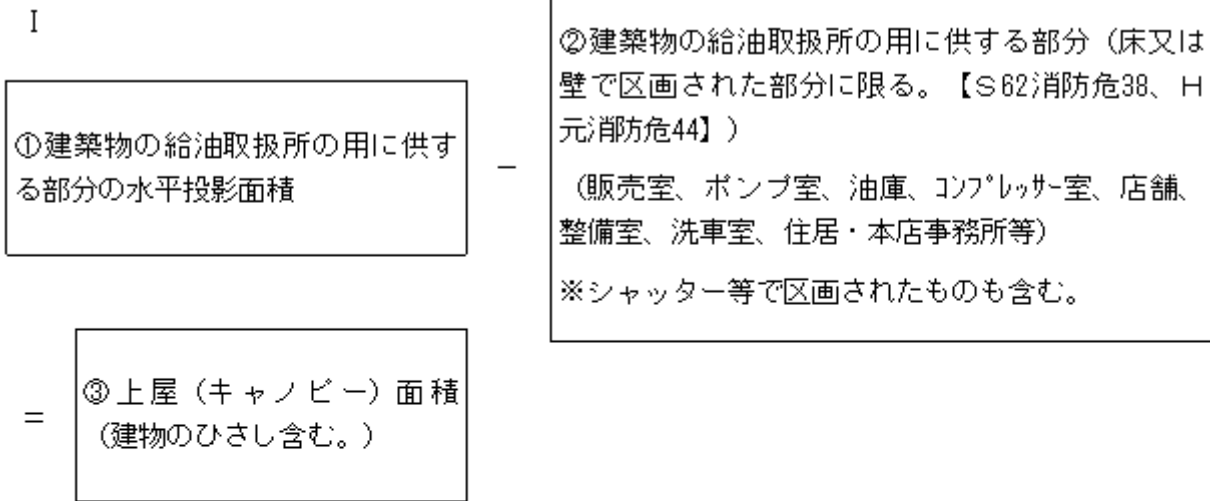 I
①建築物の給油取扱所の用に供す
る部分の水平投影面積
－
②建築物の給油取扱所の用に供する部分（床又は
壁で区画された部分に限る。【Ｓ62消防危38、Ｈ
元消防危44】）
（販売室、ポンプ室、油庫、ｺﾝﾌﾟﾚｯｻｰ室、店舗、
整備室、洗車室、住居・本店事務所等）
※シャッター等で区画されたものも含む。
＝
③上屋（キャノピー）面積
（建物のひさし含む。）